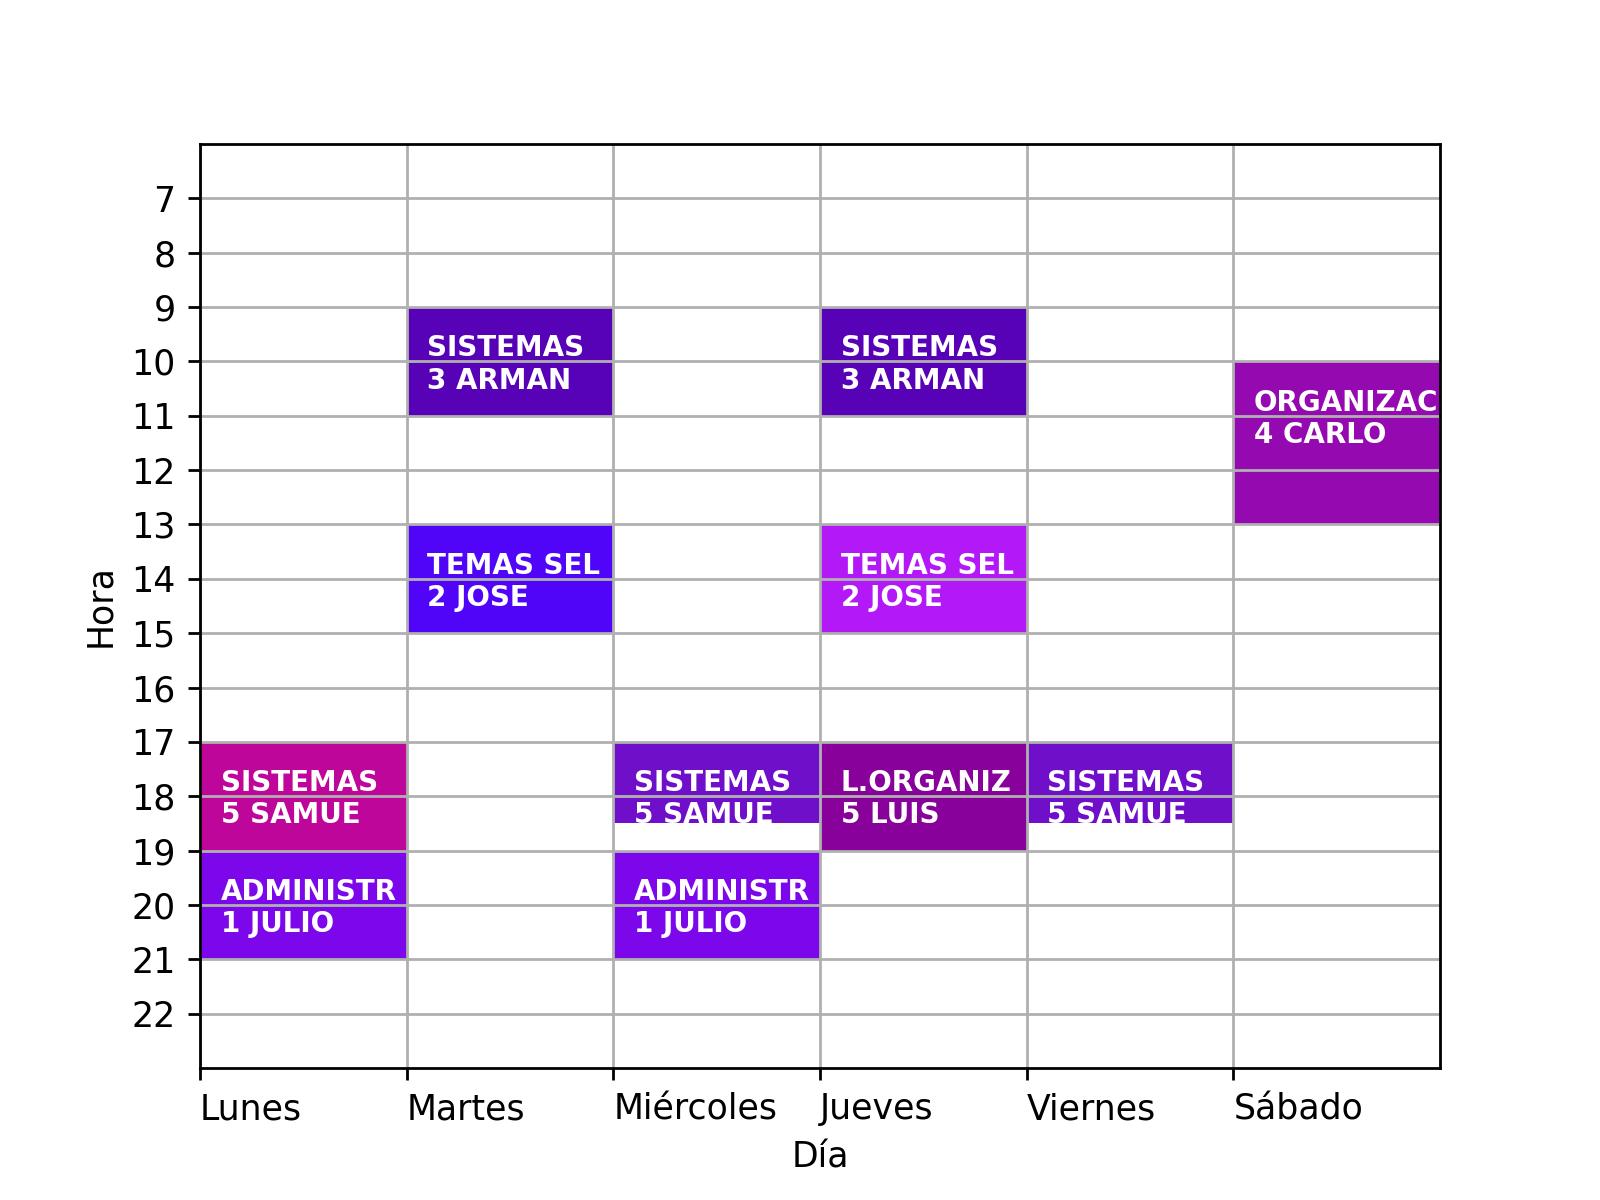 7
8
9
SISTEMAS
3 ARMAN
SISTEMAS
3 ARMAN
10
ORGANIZAC
4 CARLO
11
12
13
TEMAS SEL
2 JOSE
TEMAS SEL
2 JOSE
14
Hora
15
16
17
SISTEMAS
5 SAMUE
SISTEMAS
5 SAMUE
L.ORGANIZ
5 LUIS
SISTEMAS
5 SAMUE
18
19
ADMINISTR
1 JULIO
ADMINISTR
1 JULIO
20
21
22
Lunes
Martes
Miércoles
Jueves
Viernes
Sábado
Día